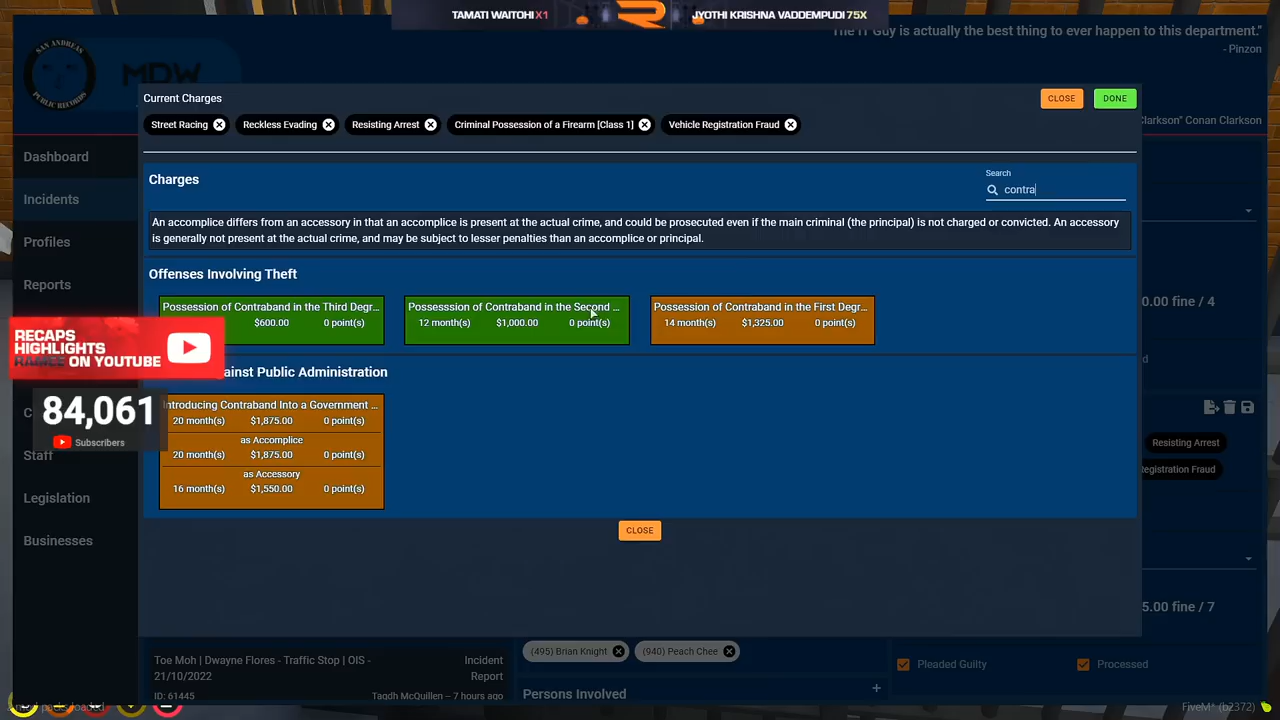 TAMATI WAITOHI X1
JYOTHI KRISHNA VADDEMPUDI 75X
The IT Guy is actually the best thing to ever happen to this department."
- Pinzon
SAN ANDREAS
PUBLIC RECORDS
MDW
Current Charges
CLOSE
DONE
Clarkson" Conan Clarkson
Street Racing
Reckless Evading
Resisting Arrest
Criminal Possession of a Firearm [Class 1]
Vehicle Registration Fraud
Dashboard
Incidents
Profiles
Reports
Staff
Legislation
Businesses
Charges
Search
contra
An accomplice differs from an accessory in that an accomplice is present at the actual crime, and could be prosecuted even if the main criminal (the principal) is not charged or convicted. An accessory
is generally not present at the actual crime, and may be subject to lesser penalties than an accomplice or principal.
Offenses Involving Theft
Possession of Contraband in the Third Degr...
$600.00 0 point(s)
Possesssion of Contraband in the Second ...
12 month(s) $1,000.00 0 point(s)
Possession of Contraband in the First Degr...
14 month(s) $1,325.00 0 point(s)
RECAPS
HIGHLIGHTS
RAMEE ON YOUTUBE
84,061
Subscribers
ainst Public Administration
Introducing Contraband Into a Government ...
20 month(s) $1,875.00 0 point(s)
as Accomplice
20 month(s) $1,875.00 0 point(s)
as Accessory
16 month(s) $1,550.00 0 point(s)
CLOSE
0.00 fine / 4
Resisting Arrest
Registration Fraud
5.00 fine / 7
Toe Moh | Dwayne Flores - Traffic Stop | OIS -
21/10/2022
Incident
Report
ID: 61445
Tagdh McQuillen – 7 hours ago
(495) Brian Knight
(940) Peach Chee
Persons Involved
Pleaded Guilty
Processed
FiveM* (b2372)